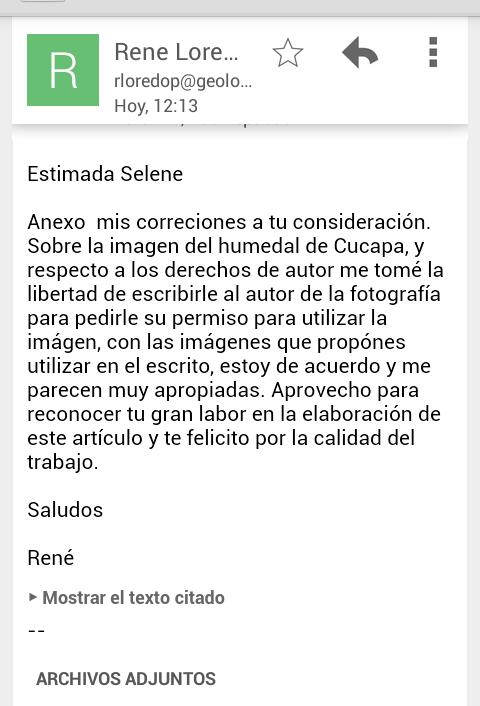 R
Rene Lore...
rloredop@geolo...
Hoy, 12:13
Estimada Selene
Anexo  mis correciones a tu consideración.
Sobre la imagen del humedal de Cucapa, y
respecto a los derechos de autor me tomé la
libertad de escribirle al autor de la fotografía
para pedirle su permiso para utilizar la
imágen, con las imágenes que propónes
utilizar en el escrito, estoy de acuerdo y me
parecen muy apropiadas. Aprovecho para
reconocer tu gran labor en la elaboración de
este artículo y te felicito por la calidad del
trabajo.
Saludos
René
Mostrar el texto citado
--
ARCHIVOS ADJUNTOS